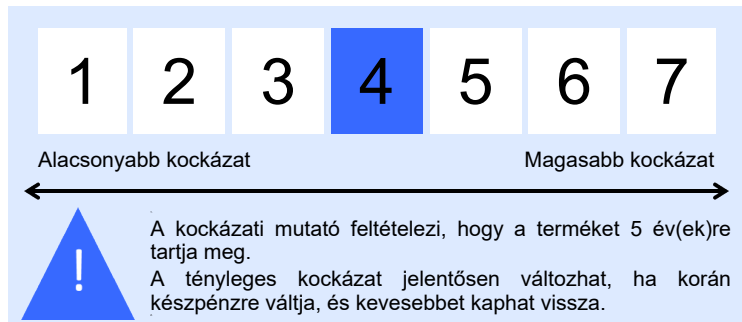 1 2 3 4 5 6 7
Alacsonyabb kockázat Magasabb kockázat
!
A kockázati mutató feltételezi, hogy a terméket 5 év(ek)re
tartja meg.
A tényleges kockázat jelentősen változhat, ha korán
készpénzre váltja, és kevesebbet kaphat vissza.